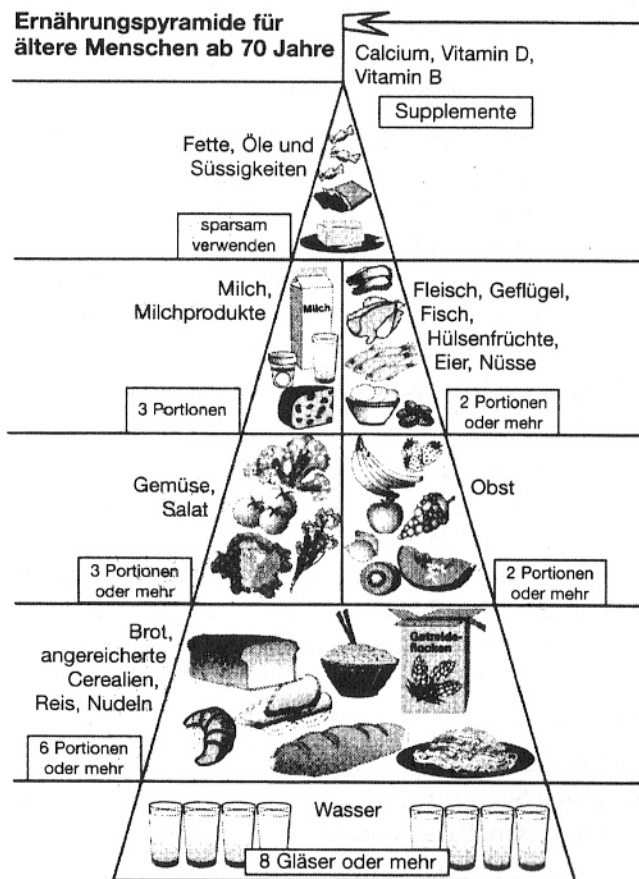 Ernährungspyramide für
ältere Menschen ab 70 Jahre
Calcium, Vitamin D,
Vitamin B
Supplemente
Fette, Öle und
Süssigkeiten
sparsam
verwenden
Milch,
Milchprodukte
3 Portionen
Milch
Fleisch, Geflügel,
Fisch,
Hülsenfrüchte,
Eier, Nüsse
2 Portionen
oder mehr
Gemüse,
Salat
3 Portionen
oder mehr
Obst
2 Portionen
oder mehr
Brot,
angereicherte
Cerealien,
Reis, Nudeln
6 Portionen
oder mehr
Getreide-
flocken
Wasser
8 Gläser oder mehr